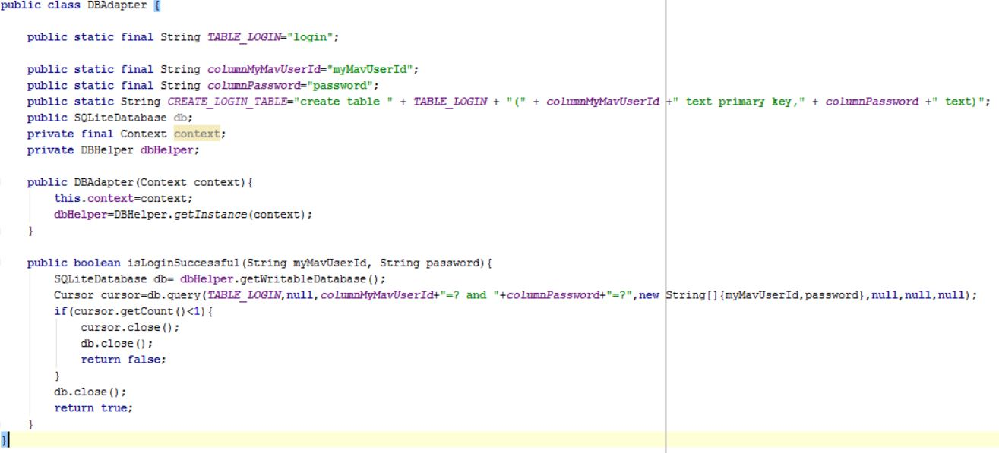 public class DBAdapter {
public static final String TABLE_LOGIN="login";
public static final String columnMyMavUserId="myMavUserId";
public static final String columnPassword="password";
public static String CREATE_LOGIN_TABLE="create table " + TABLE_LOGIN + "(" + columnMyMavUserId +" text primary key," + columnPassword +" text)";
public SQLiteDatabase db;
private final Context context;
private DBHelper dbHelper;
public DBAdapter(Context context){
this.context=context;
dbHelper=DBHelper.getInstance(context);
}
public boolean isLoginSuccessful(String myMavUserId, String password){
SQLiteDatabase db= dbHelper.getWritableDatabase();
Cursor cursor=db.query(TABLE_LOGIN,null,columnMyMavUserId+"=? and "+columnPassword+"=?",new String[]{myMavUserId,password},null,null,null);
if(cursor.getCount()<1){
cursor.close();
db.close();
return false;
}
db.close();
return true;
}
}